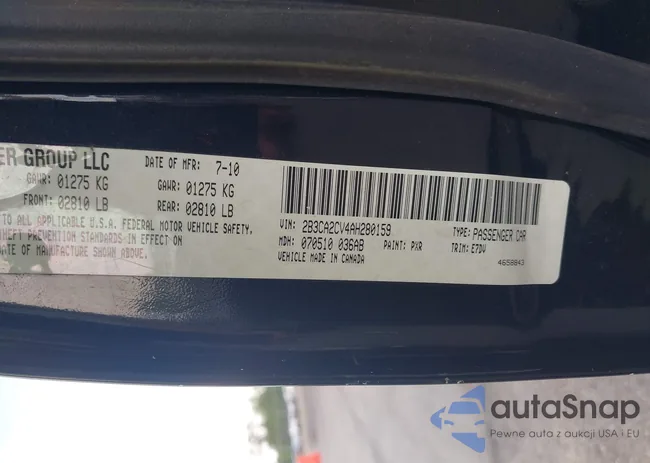 ER GROUP LLC
DATE OF MFR: 7-10
GAWR: 01275 KG
GAWR: 01275 KG
FRONT: 02810 LB
REAR: 02810 LB
TO ALL APPLICABLE U.S.A. FEDERAL MOTOR VEHICLE SAFETY,
THEFT PREVENTION STANDARDS IN EFFECT
DATE OF MANUFACTURE SHOWN ABOVE.
VIN: 2B3CA2CV4AH280159
TYPE: PASSENGER CAR
MDH: 070510 036AB
PAINT: PXR
TRIM: E7DV
VEHICLE MADE IN CANADA
4658843
autaSnap
Pewne auta z aukcji USA i EU